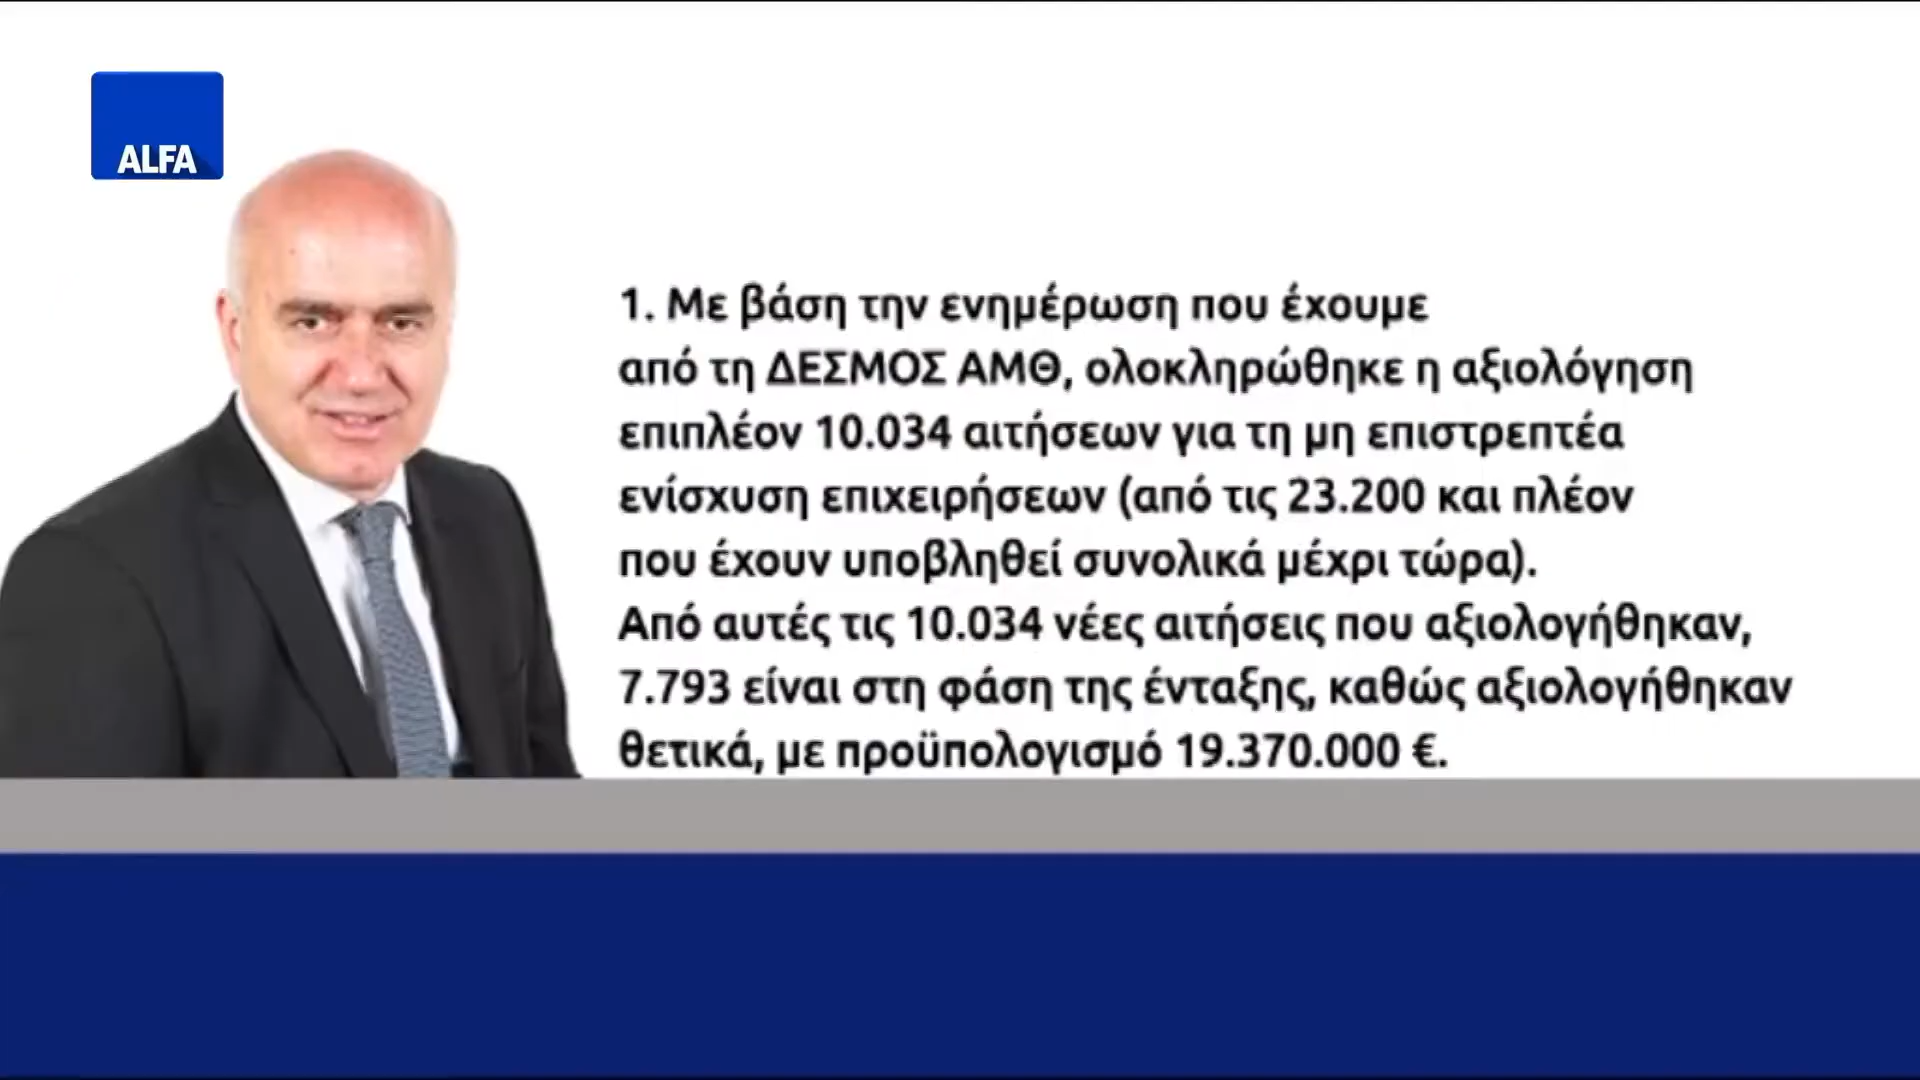 ALFA
1. Με βάση την ενημέρωση που έχουμε
από τη ΔΕΣΜΟΣ ΑΜΘ, ολοκληρώθηκε η αξιολόγηση
επιπλέον 10.034 αιτήσεων για τη μη επιστρεπτέα
ενίσχυση επιχειρήσεων (από τις 23.200 και πλέον
που έχουν υποβληθεί συνολικά μέχρι τώρα).
Από αυτές τις 10.034 νέες αιτήσεις που αξιολογήθηκαν,
7.793 είναι στη φάση της ένταξης, καθώς αξιολογήθηκαν
θετικά, με προϋπολογισμό 19.370.000 €.